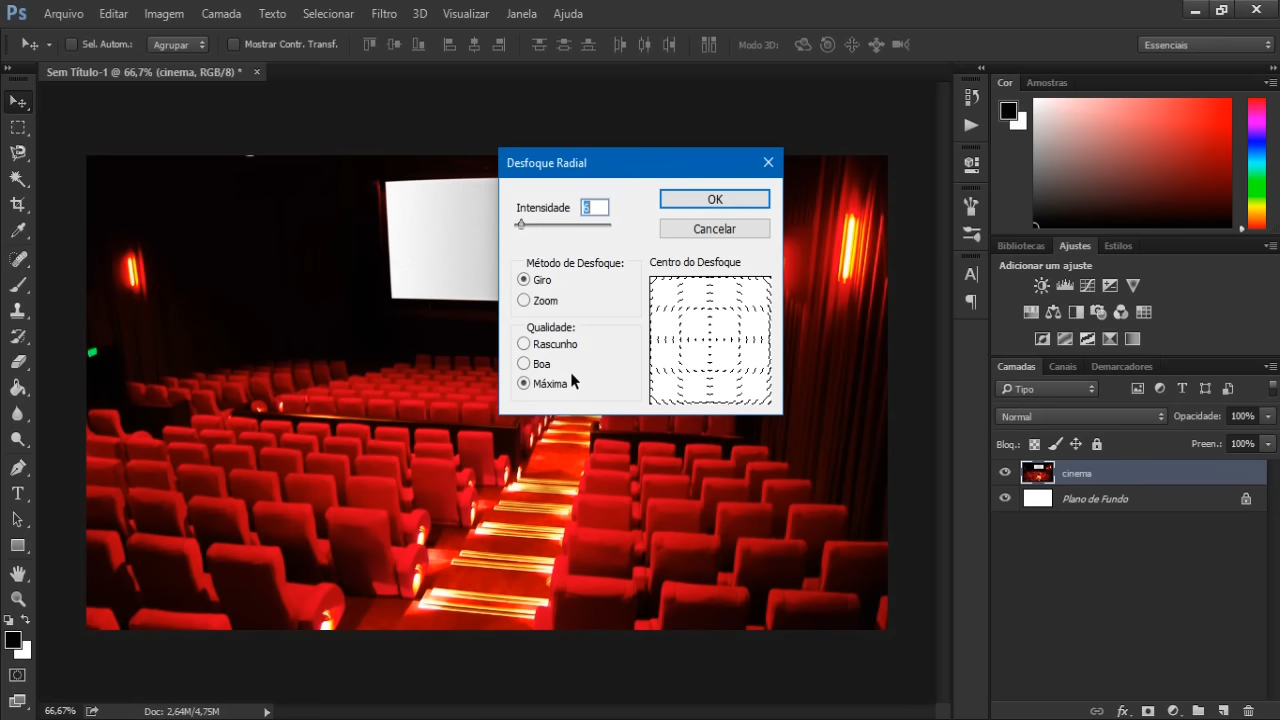 Ps Arquivo Editar Imagem Camada Texto Selecionar Filtro 3D Visualizar Janela Ajuda
Sel. Autom.: Agrupar Mostrar Contr. Transf. Modo 3D: Essenciais
Sem Título-1 @ 66,7% (cinema, RGB/8) * ×
Cor Amostras
Desfoque Radial
Intensidade 6
OK
Cancelar
Método de Desfoque:
Giro
Zoom
Qualidade:
Rascunho
Boa
Máxima
Centro do Desfoque
Bibliotecas Ajustes Estilos
Adicionar um ajuste
Camadas Canais Demarcadores
Tipo
Normal Opacidade: 100%
Bloq.: Preen.: 100%
cinema
Plano de Fundo
66,67% Doc: 2,64M/4,75M